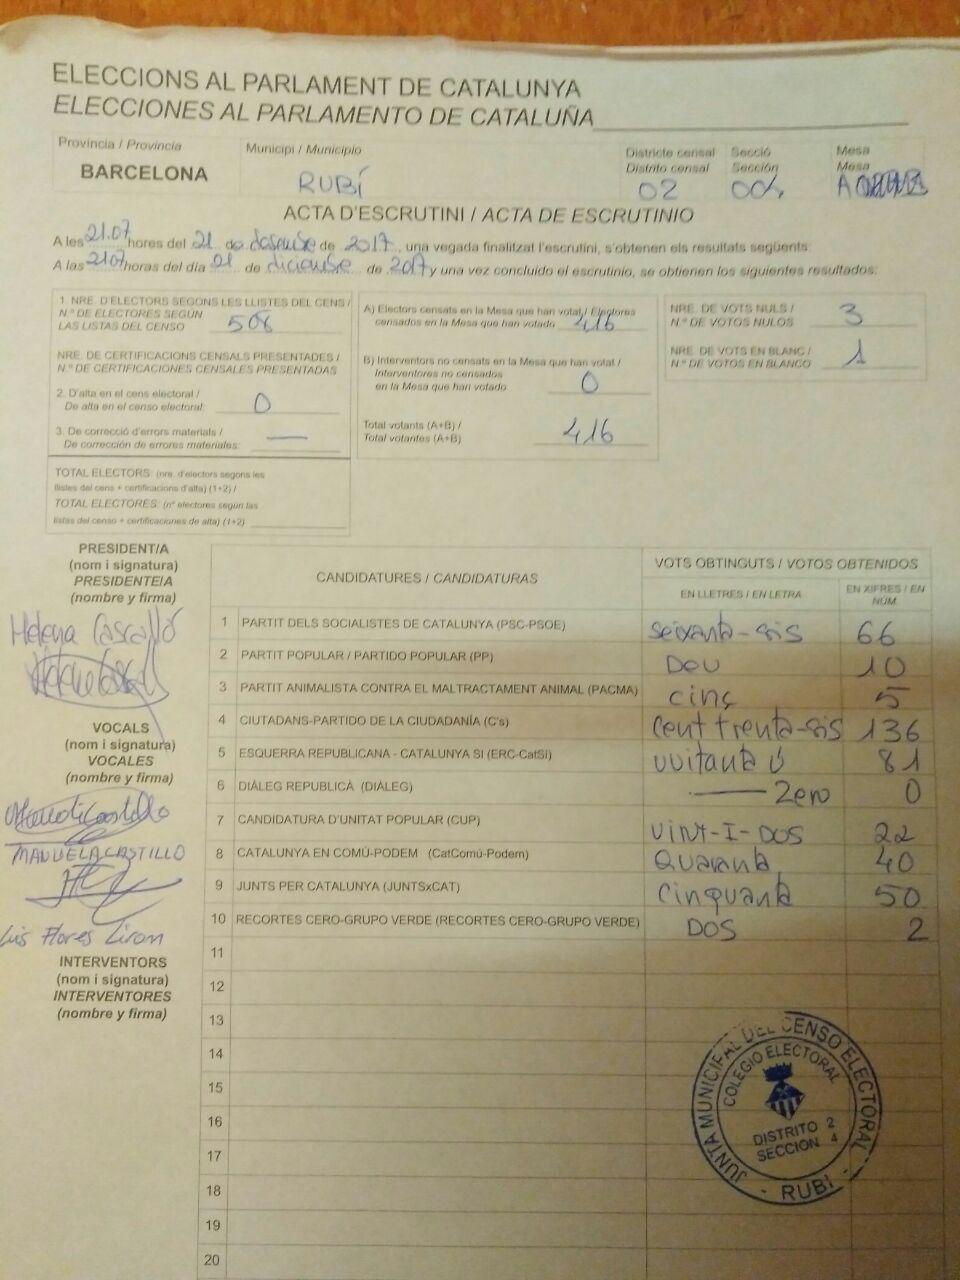 ELECCIONS AL PARLAMENT DE CATALUNYA
ELECCIONES AL PARLAMENTO DE CATALUÑA
Província / Provincia
BARCELONA
Municipi / Municipio
RUBÍ
Districte censal
Distrito censal
02
Secció
Sección
004
Mesa
Mesa
A
ACTA D'ESCRUTINI / ACTA DE ESCRUTINIO
A les 21.07 hores del 21 de desembre de 2017, una vegada finalitzat l'escrutini, s'obtenen els resultats següents:
A las 21.07 horas del día 21 de diciembre de 2017 y una vez concluido el escrutinio, se obtienen los siguientes resultados:
1. NRE. D'ELECTORS SEGONS LES LLISTES DEL CENS /
N.º DE ELECTORES SEGÚN
LAS LISTAS DEL CENSO 506
NRE. DE CERTIFICACIONS CENSALS PRESENTADES /
N.º DE CERTIFICACIONES CENSALES PRESENTADAS
2. D'alta en el cens electoral /
De alta en el censo electoral: 0
3. De correcció d'errors materials /
De corrección de errores materiales: —
TOTAL ELECTORS: (nre. d'electors segons les
llistes del cens + certificacions d'alta) (1+2) /
TOTAL ELECTORES: (nº electores según las
listas del censo + certificaciones de alta) (1+2)
A) Electors censats en la Mesa que han votat / Electores
censados en la Mesa que han votado 416
B) Interventors no censats en la Mesa que han votat /
Interventores no censados
en la Mesa que han votado 0
Total votants (A+B) /
Total votantes (A+B) 416
NRE. DE VOTS NULS /
N.º DE VOTOS NULOS 3
NRE. DE VOTS EN BLANC /
N.º DE VOTOS EN BLANCO 1
PRESIDENT/A
(nom i signatura)
PRESIDENTE/A
(nombre y firma)
Helena Cascalló
VOCALS
(nom i signatura)
VOCALES
(nombre y firma)
MANUELA CASTILLO
Luis Flores
INTERVENTORS
(nom i signatura)
INTERVENTORES
(nombre y firma)
CANDIDATURES / CANDIDATURAS
VOTS OBTINGUTS / VOTOS OBTENIDOS
EN LLETRES / EN LETRA
EN XIFRES / EN NÚM.
1 PARTIT DELS SOCIALISTES DE CATALUNYA (PSC-PSOE) Seixanta-sis 66
2 PARTIT POPULAR / PARTIDO POPULAR (PP) DEU 10
3 PARTIT ANIMALISTA CONTRA EL MALTRACTAMENT ANIMAL (PACMA) cinc 5
4 CIUTADANS-PARTIDO DE LA CIUDADANÍA (C's) Cent trenta-sis 136
5 ESQUERRA REPUBLICANA - CATALUNYA SI (ERC-CatSÍ) vuitanta ú 81
6 DIÀLEG REPUBLICÀ (DIÀLEG) — Zero 0
7 CANDIDATURA D'UNITAT POPULAR (CUP) VINT-I-DOS 22
8 CATALUNYA EN COMÚ-PODEM (CatComú-Podem) Quaranta 40
9 JUNTS PER CATALUNYA (JUNTSxCAT) Cinquanta 50
10 RECORTES CERO-GRUPO VERDE (RECORTES CERO-GRUPO VERDE) DOS 2
11
12
13
14
15
16
17
18
19
20
JUNTA MUNICIPAL DEL CENSO ELECTORAL
COLEGIO ELECTORAL
DISTRITO 2
SECCION 4
- RUBÍ -